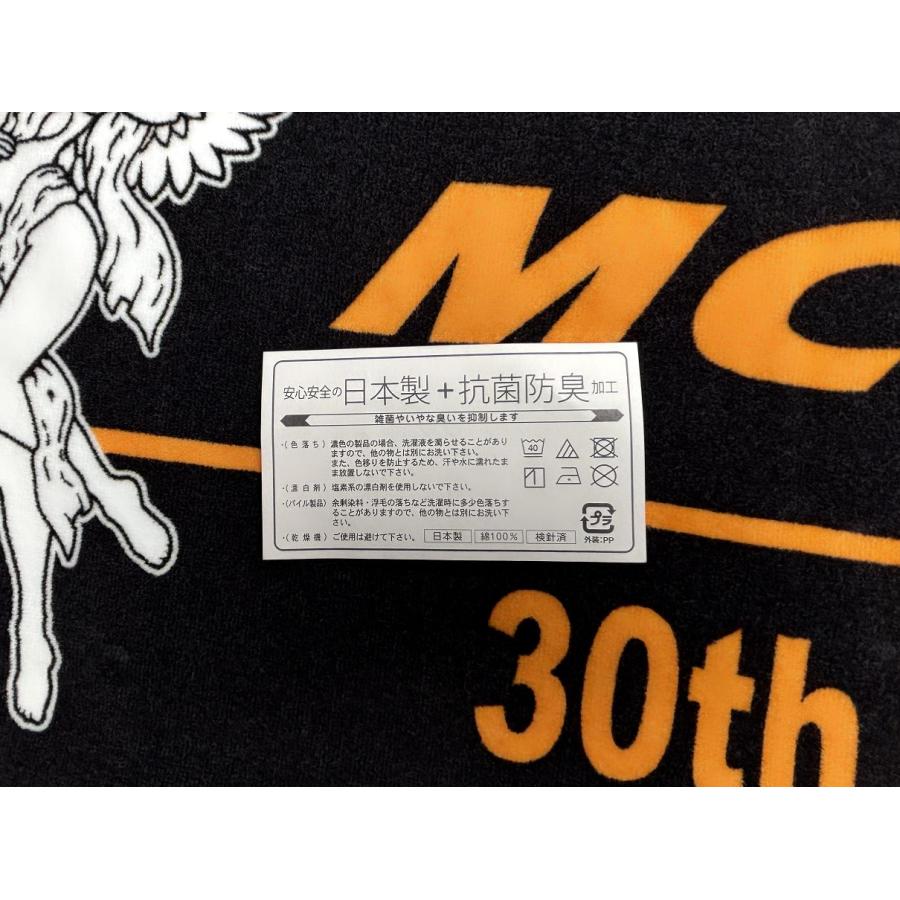 MC
安心安全の日本製+抗菌防臭加工
雑菌やいやな臭いを抑制します
・(色落ち) 濃色の製品の場合、洗濯液を濁らせることがあり
ますので、他の物とは別にお洗い下さい。
また、色移りを防止するため、汗や水に濡れたま
まま放置しないで下さい。
・(漂白剤) 塩素系の漂白剤を使用しないで下さい。
・(パイル製品) 余剰染料・浮毛の落ちなど洗濯時に多少色落ちす
ることがありますので、他の物とは別にお洗い下
さい。
・(乾燥機) ご使用は避けて下さい。 日本製 綿100% 検針済
40
プラ
外装:PP
30th